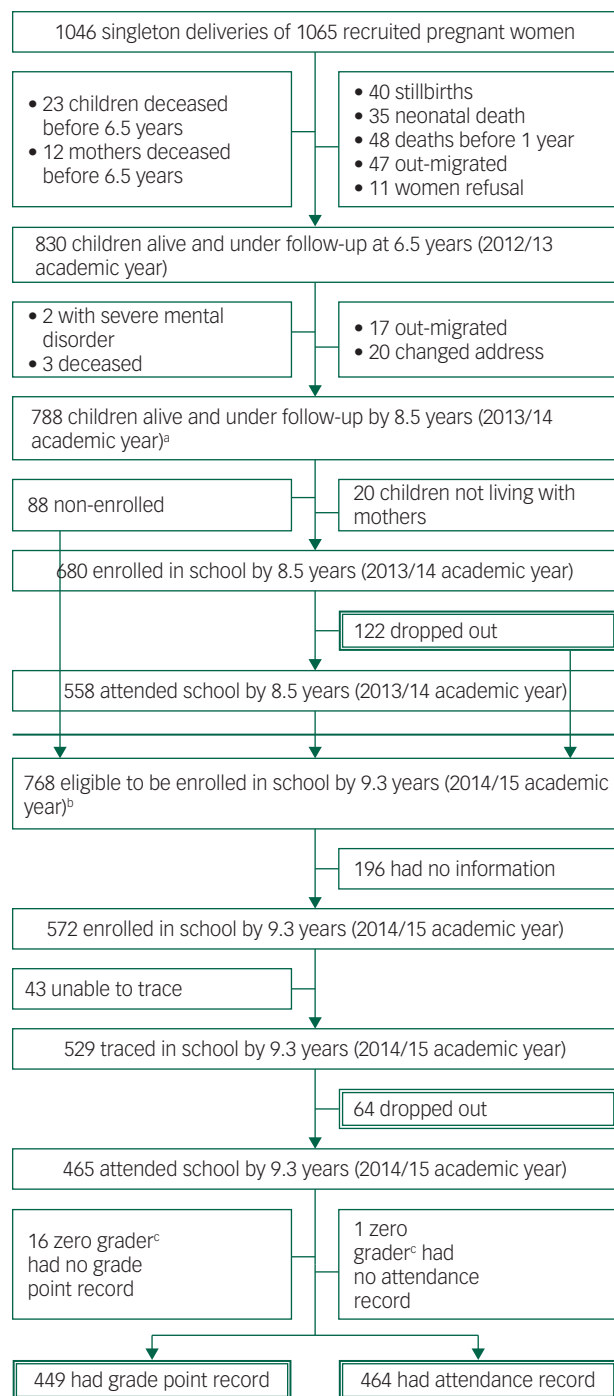 1046 singleton deliveries of 1065 recruited pregnant women
• 23 children deceased
before 6.5 years
• 12 mothers deceased
before 6.5 years
• 40 stillbirths
• 35 neonatal death
• 48 deaths before 1 year
• 47 out-migrated
• 11 women refusal
830 children alive and under follow-up at 6.5 years (2012/13
academic year)
• 2 with severe mental
disorder
• 3 deceased
• 17 out-migrated
• 20 changed address
788 children alive and under follow-up by 8.5 years (2013/14
academic year)ᵃ
88 non-enrolled
20 children not living with
mothers
680 enrolled in school by 8.5 years (2013/14 academic year)
122 dropped out
558 attended school by 8.5 years (2013/14 academic year)
768 eligible to be enrolled in school by 9.3 years (2014/15 academic
year)ᵇ
196 had no information
572 enrolled in school by 9.3 years (2014/15 academic year)
43 unable to trace
529 traced in school by 9.3 years (2014/15 academic year)
64 dropped out
465 attended school by 9.3 years (2014/15 academic year)
16 zero graderᶜ
had no grade
point record
1 zero
graderᶜ had
no attendance
record
449 had grade point record
464 had attendance record